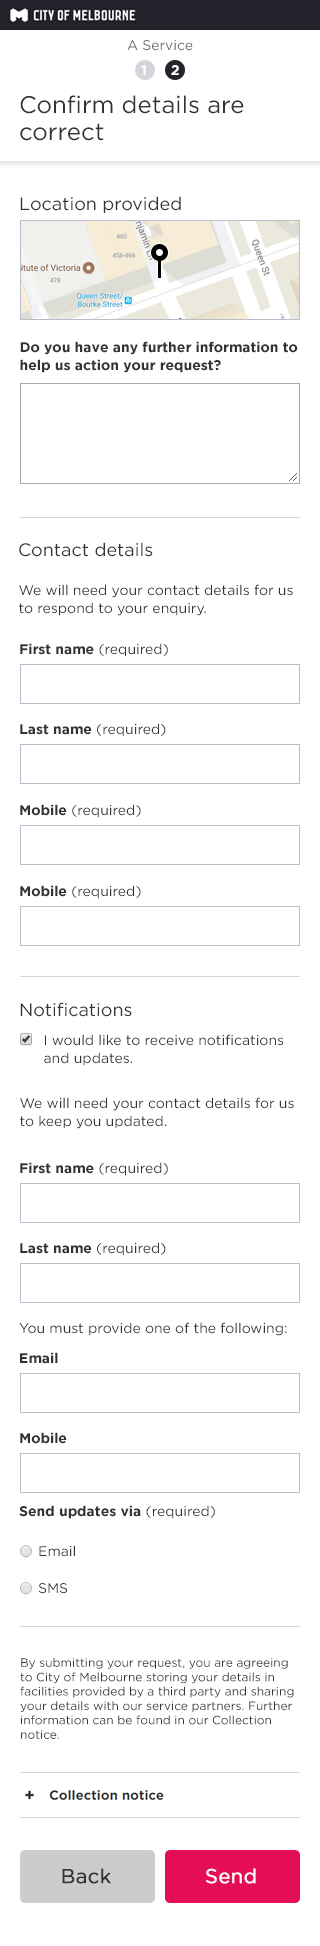 CITY OF MELBOURNE
A Service
1 2
Confirm details are
correct
Location provided
460
458-466
Queen St
itute of Victoria
478
Queen Street/
Bourke Street
Do you have any further information to
help us action your request?
Contact details
We will need your contact details for us
to respond to your enquiry.
First name (required)
Last name (required)
Mobile (required)
Mobile (required)
Notifications
I would like to receive notifications
and updates.
We will need your contact details for us
to keep you updated.
First name (required)
Last name (required)
You must provide one of the following:
Email
Mobile
Send updates via (required)
Email
SMS
By submitting your request, you are agreeing
to City of Melbourne storing your details in
facilities provided by a third party and sharing
your details with our service partners. Further
information can be found in our Collection
notice.
+ Collection notice
Back Send